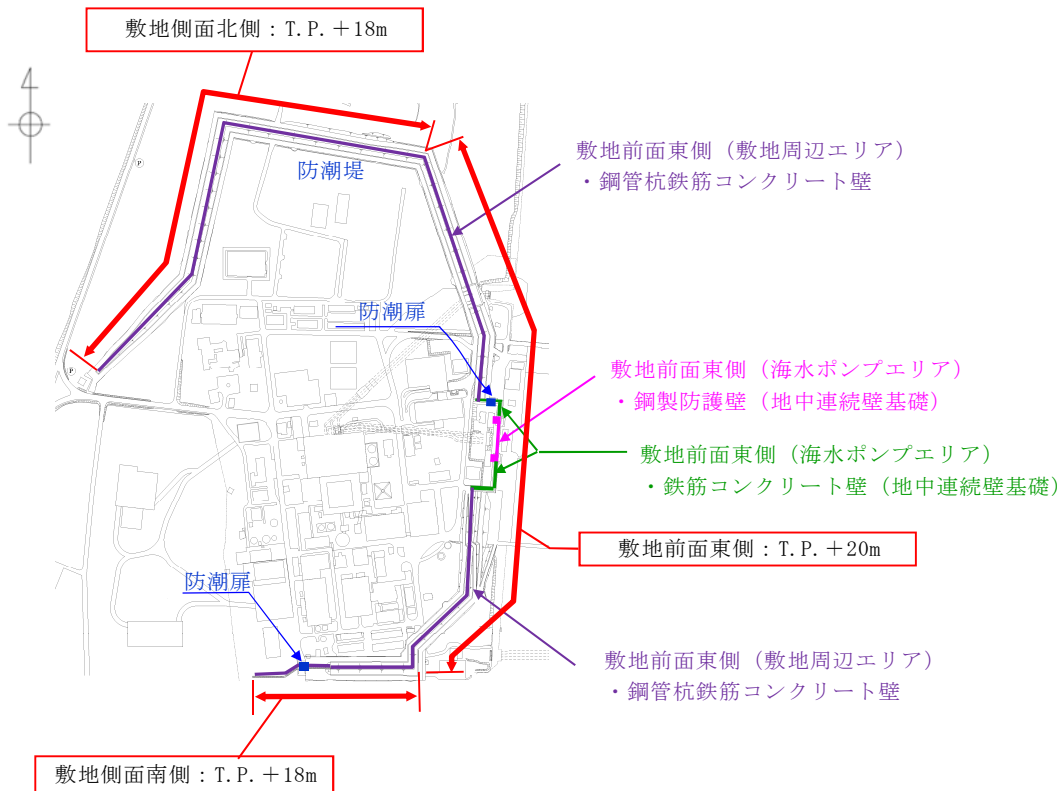 敷地側面北側：T.P.＋18m
4
敷地前面東側（敷地周辺エリア）
・鋼管杭鉄筋コンクリート壁
P
防潮堤
防潮扉
敷地前面東側（海水ポンプエリア）
・鋼製防護壁（地中連続壁基礎）
P
敷地前面東側（海水ポンプエリア）
・鉄筋コンクリート壁（地中連続壁基礎）
敷地前面東側：T.P.＋20m
防潮扉
敷地前面東側（敷地周辺エリア）
・鋼管杭鉄筋コンクリート壁
敷地側面南側：T.P.＋18m